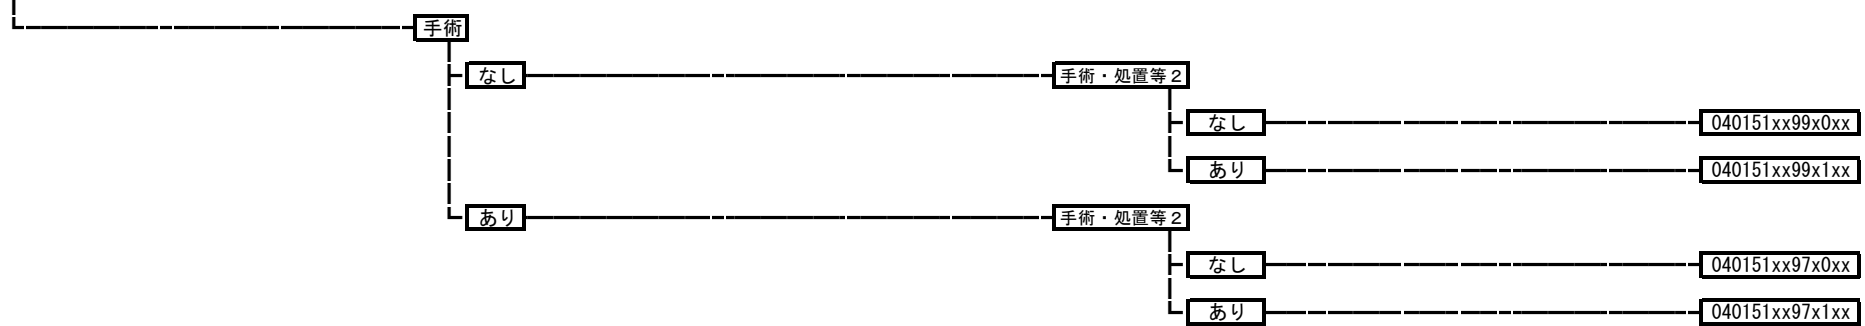 手術
なし 手術・処置等２
なし 040151xx99x0xx
あり 040151xx99x1xx
あり 手術・処置等２
なし 040151xx97x0xx
あり 040151xx97x1xx